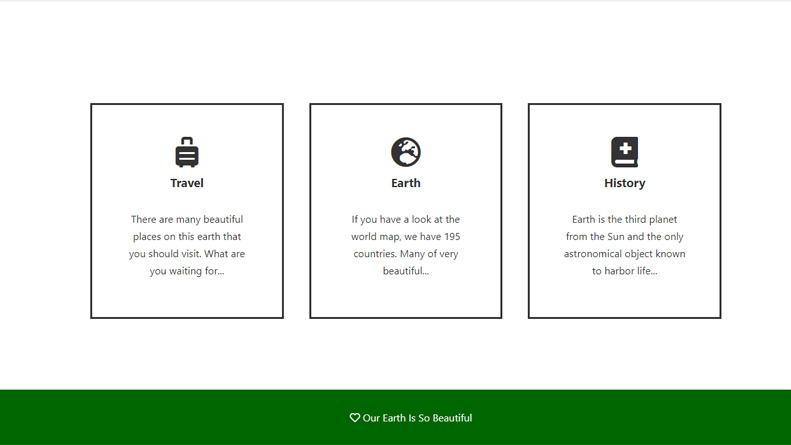 Travel
There are many beautiful
places on this earth that
you should visit. What are
you waiting for...
Earth
If you have a look at the
world map, we have 195
countries. Many of very
beautiful...
History
Earth is the third planet
from the Sun and the only
astronomical object known
to harbor life...
Our Earth Is So Beautiful